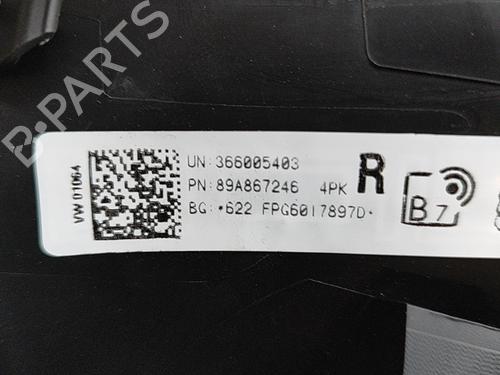 B-PARTS
VW 01064
UN:366005403
PN:89A867246 4PK R
BG:*622 FPG6017897D*
B7